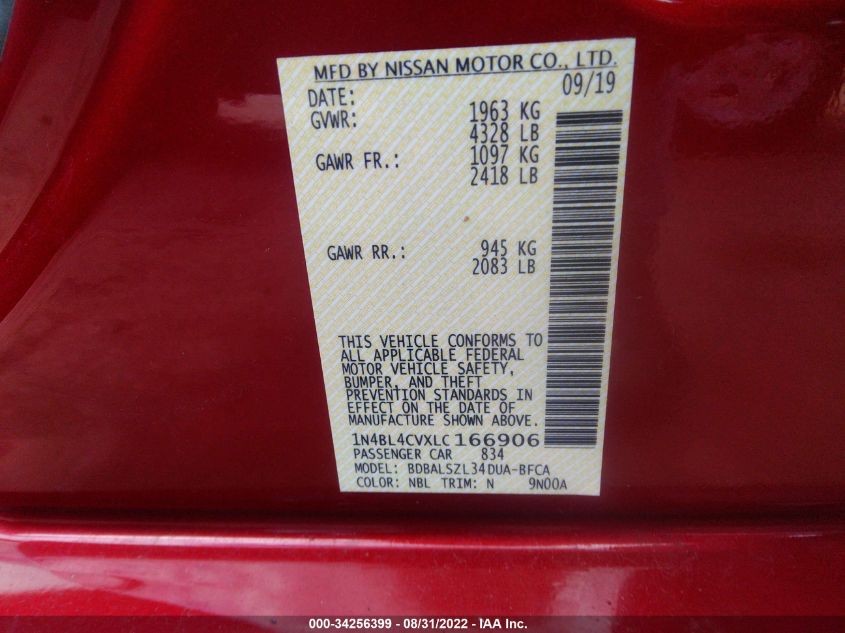 MFD BY NISSAN MOTOR CO., LTD.
DATE: 09/19
GVWR: 1963 KG
4328 LB
GAWR FR.: 1097 KG
2418 LB
GAWR RR.: 945 KG
2083 LB
THIS VEHICLE CONFORMS TO
ALL APPLICABLE FEDERAL
MOTOR VEHICLE SAFETY,
BUMPER, AND THEFT
PREVENTION STANDARDS IN
EFFECT ON THE DATE OF
MANUFACTURE SHOWN ABOVE.
1N4BL4CVXLC166906
PASSENGER CAR 834
MODEL: BDBALSZL34DUA-BFCA
COLOR: NBL TRIM: N 9N00A
000-34256399 - 08/31/2022 - IAA Inc.